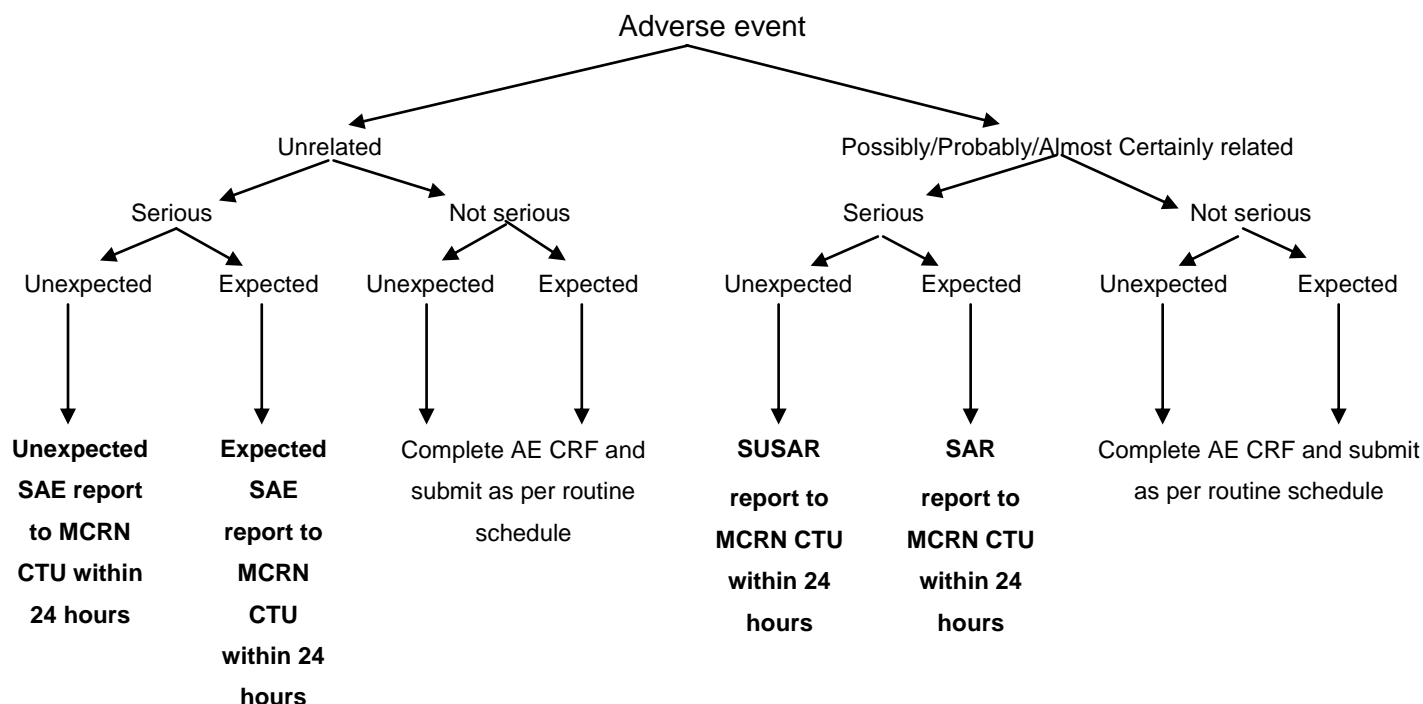 Adverse event
Unrelated
Possibly/Probably/Almost Certainly related
Serious
Not serious
Serious
Not serious
Unexpected
Expected
Unexpected
Expected
Unexpected
Expected
Unexpected
Expected
Unexpected
SAE report
to MCRN
CTU within
24 hours
Expected
SAE
report to
MCRN
CTU
within 24
hours
Complete AE CRF and
submit as per routine
schedule
SUSAR
report to
MCRN CTU
within 24
hours
SAR
report to
MCRN CTU
within 24
hours
Complete AE CRF and submit
as per routine schedule